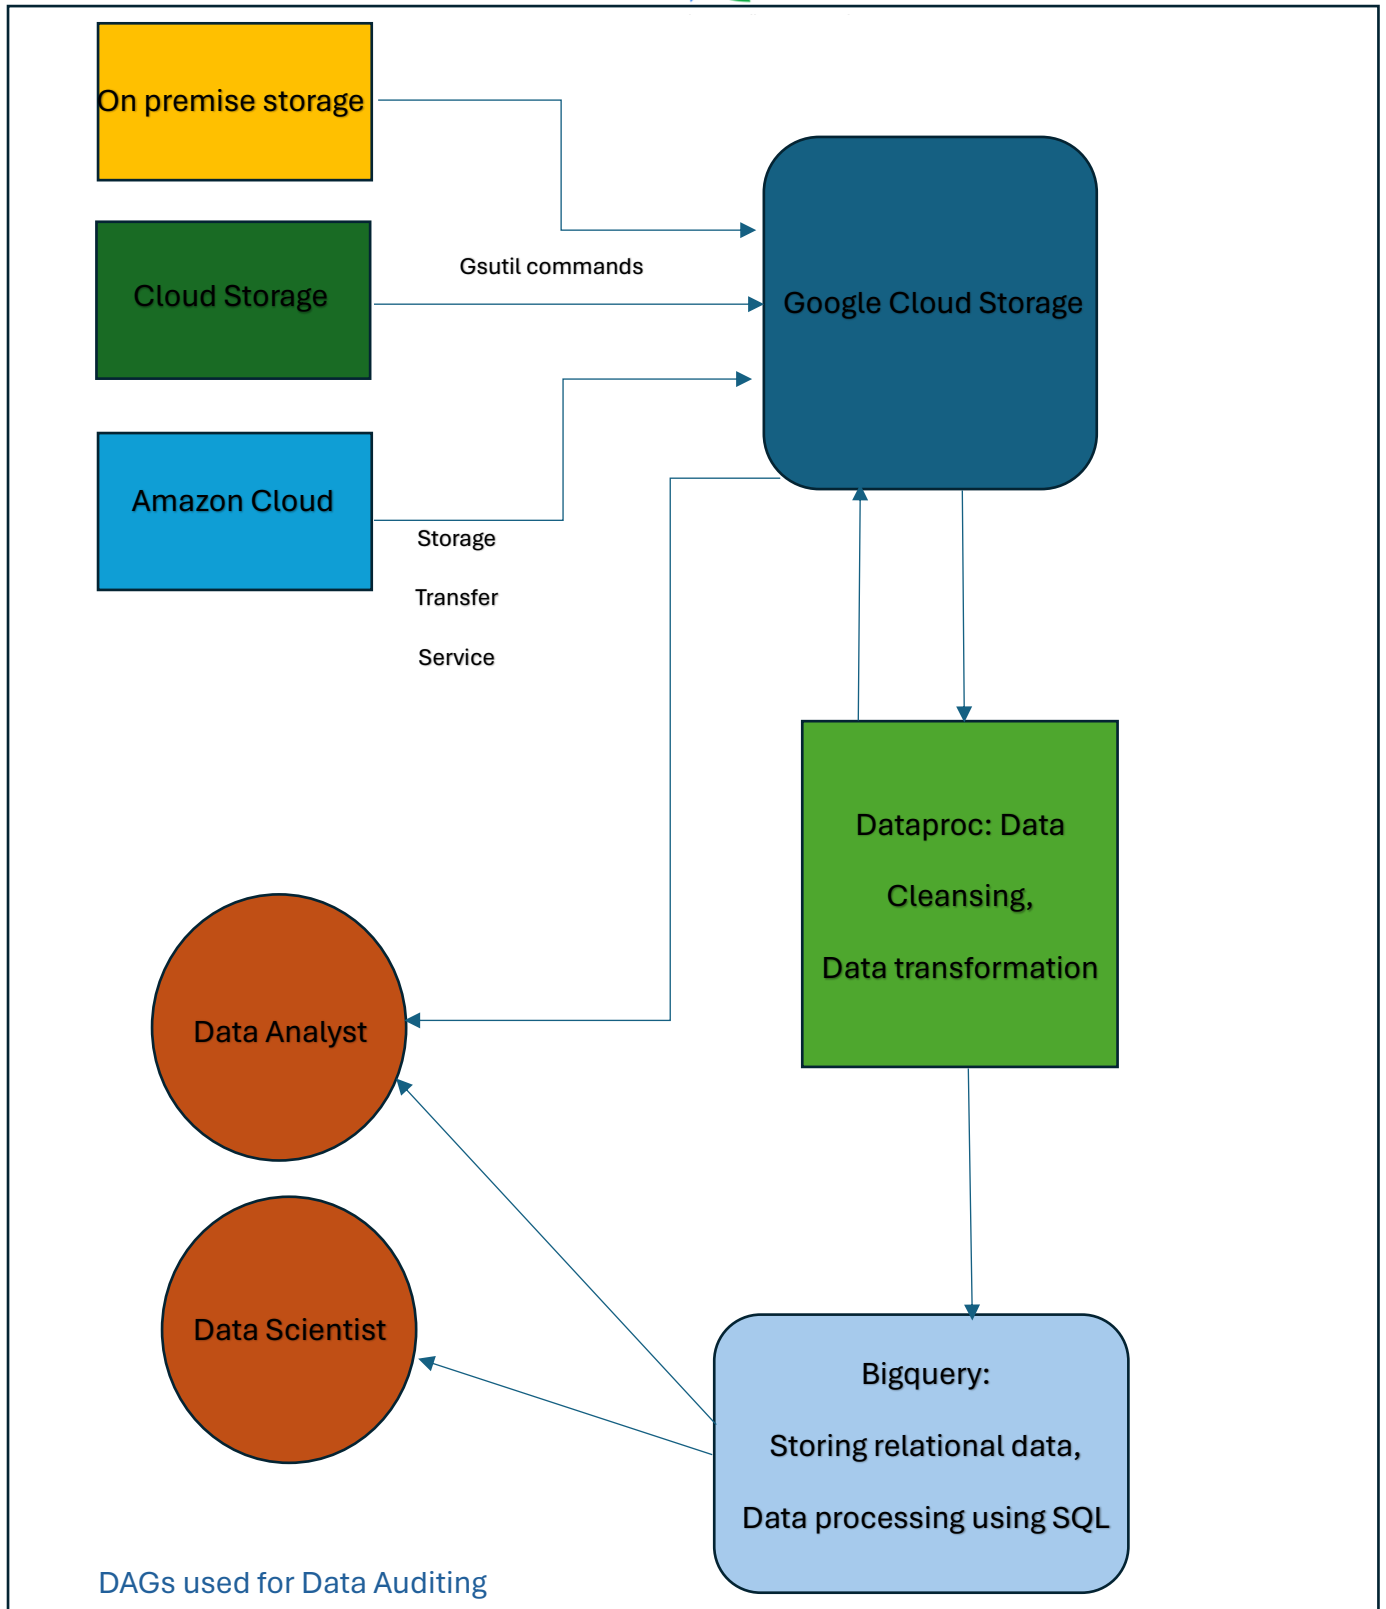 On premise storage
Gsutil commands
Cloud Storage
Google Cloud Storage
Amazon Cloud
Storage
Transfer
Service
Dataproc: Data
Cleansing,
Data transformation
Data Analyst
Data Scientist
Bigquery:
Storing relational data,
Data processing using SQL
DAGs used for Data Auditing